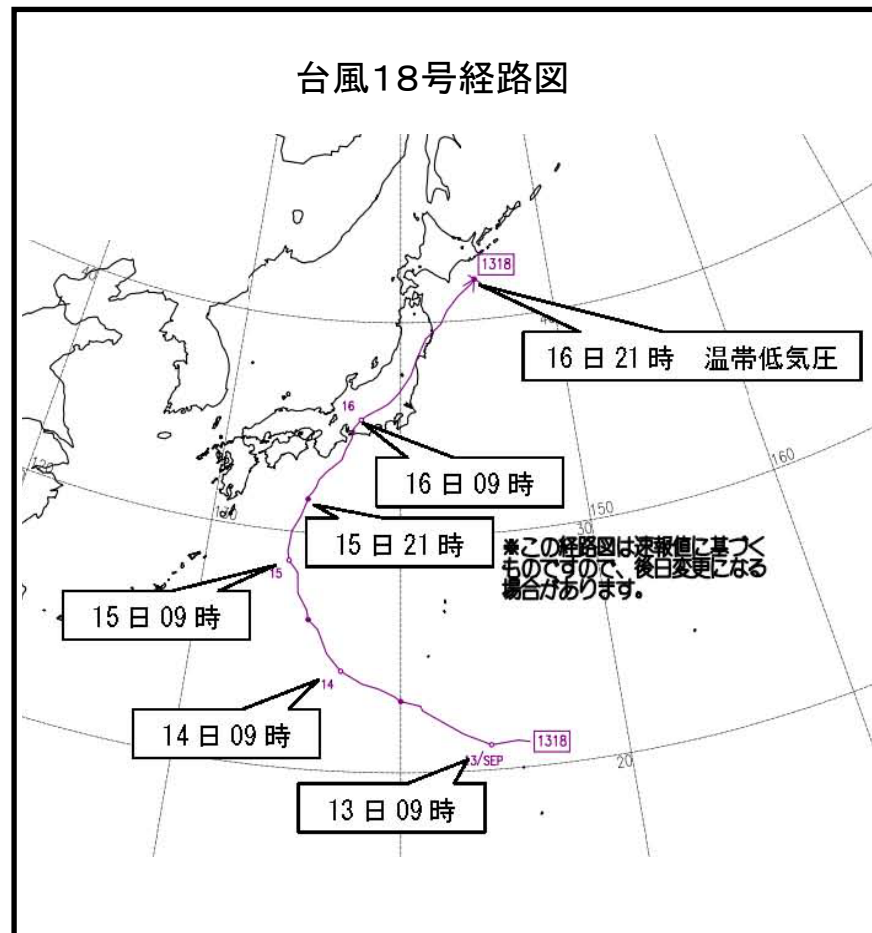 台風18号経路図
1318
40
16日21時 温帯低気圧
16
160
16日09時
130
150
30
15日21時
※この経路図は速報値に基づく
ものですので、後日変更になる
場合があります。
15
15日09時
14
14日09時
1318
13/SEP
20
13日09時